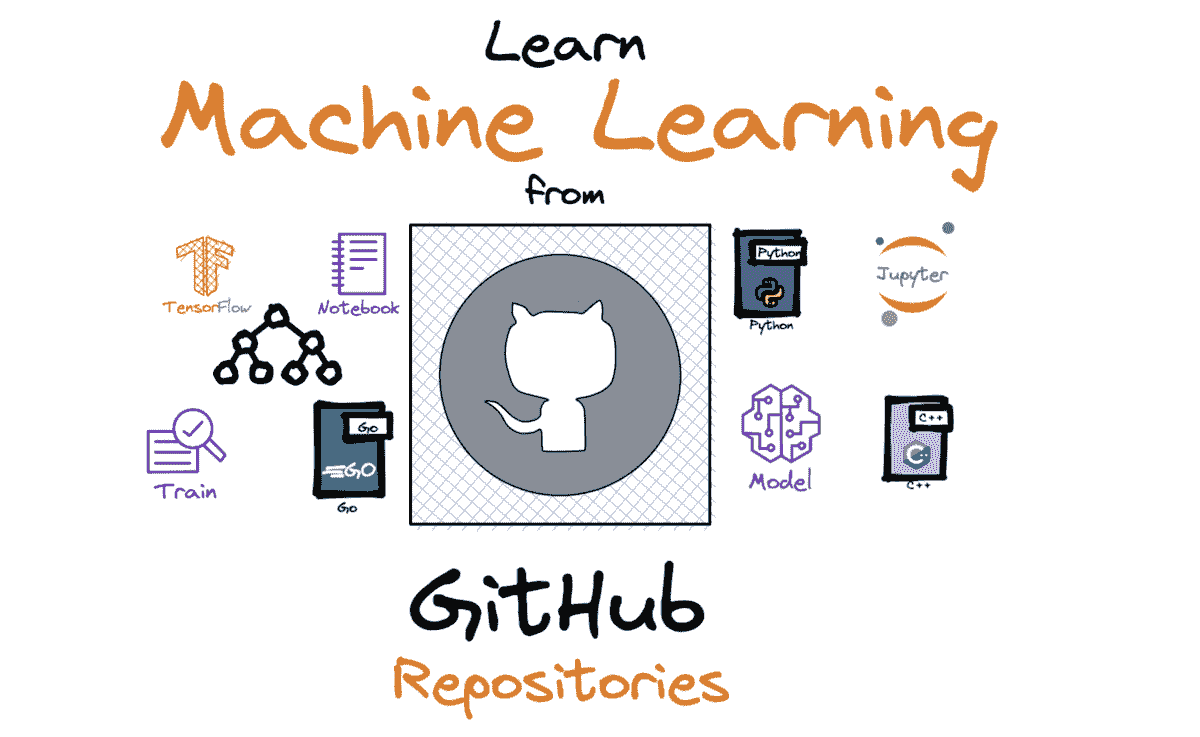 Learn
Machine Learning
from
TensorFlow
Notebook
Python
Python
Jupyter
Train
Go
GO
Go
Model
C++
C
C++
GitHub
Repositories